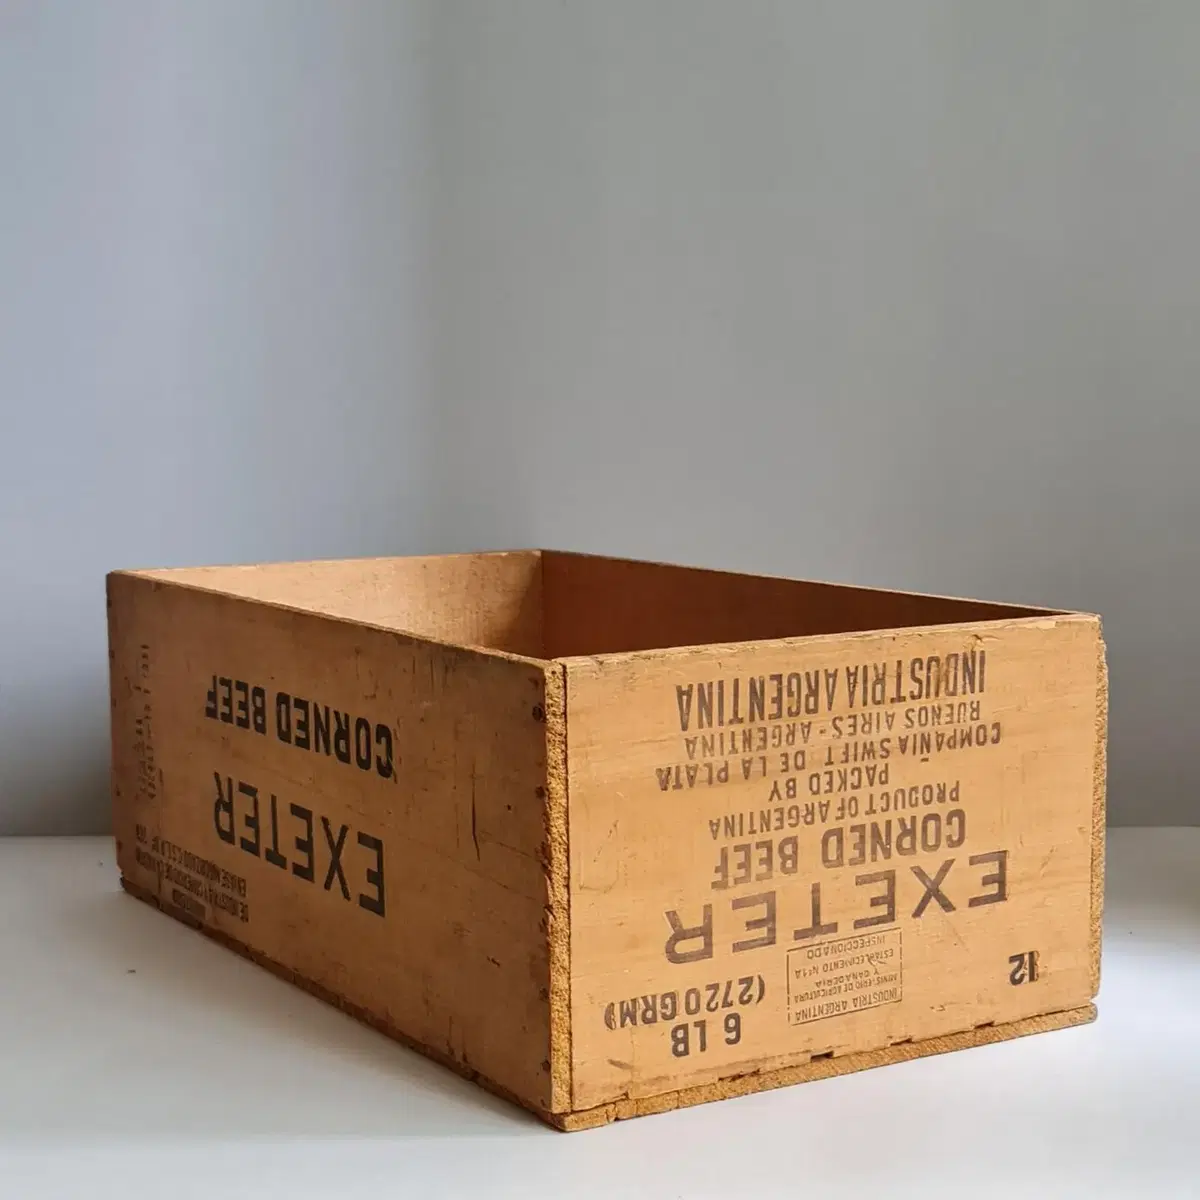 12
6 LB
(2720 GRM)
INDUSTRIA ARGENTINA
MINISTERIO DE AGRICULTURA
Y GANADERIA
ESTABLECIMIENTO Nº 1A
INSPECCIONADO
EXETER
CORNED BEEF
PRODUCT OF ARGENTINA
PACKED BY
COMPAÑIA SWIFT DE LA PLATA
BUENOS AIRES - ARGENTINA
INDUSTRIA ARGENTINA
EXETER
CORNED BEEF